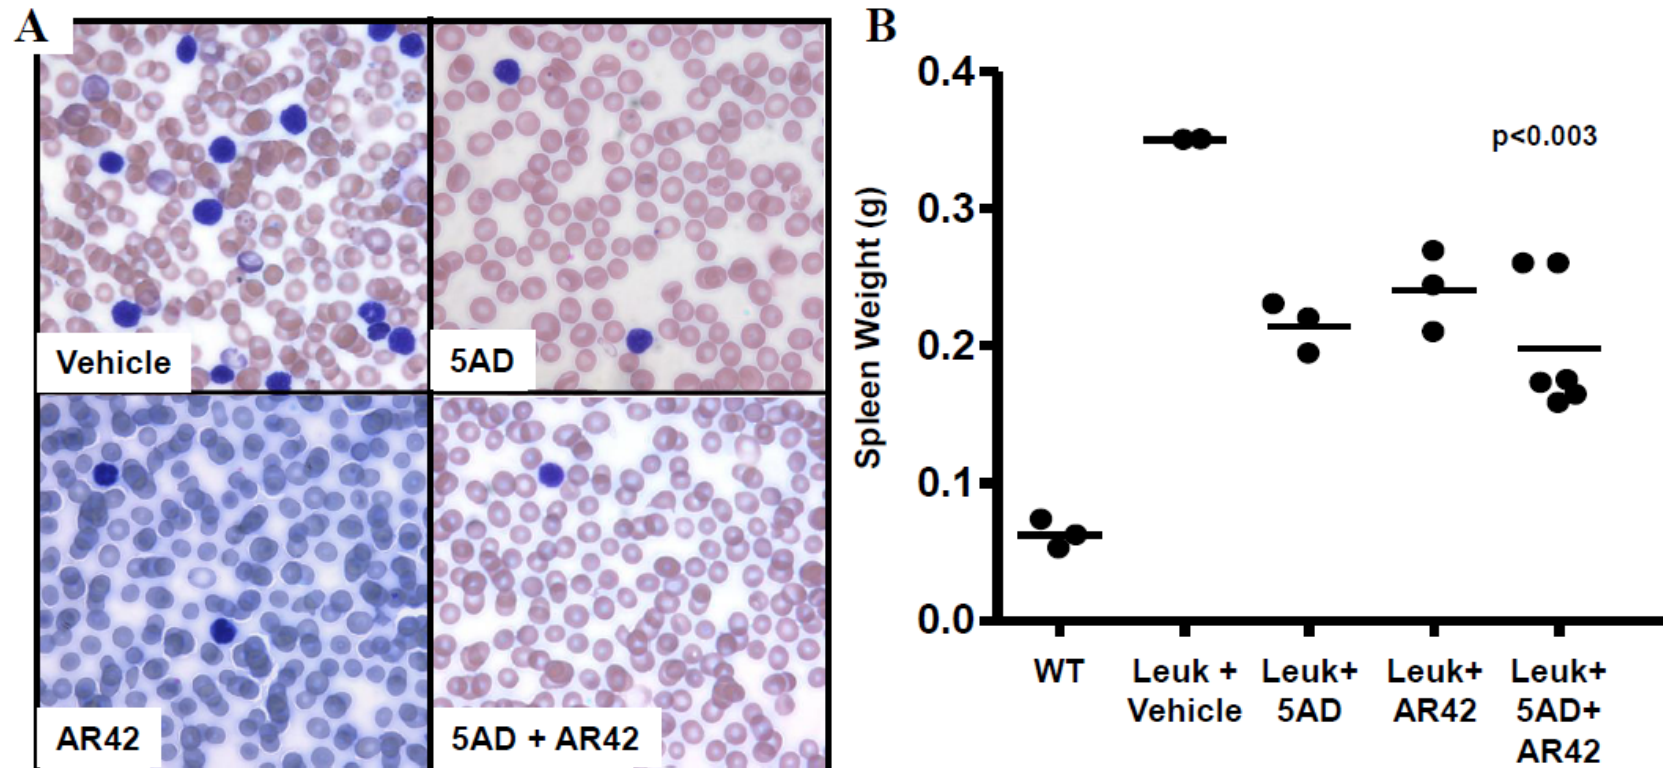 A
Vehicle
5AD
AR42
5AD + AR42
B
Spleen Weight (g)
0.4
0.3
0.2
0.1
0.0
p<0.003
WT
Leuk +
Vehicle
Leuk+
5AD
Leuk+
AR42
Leuk+
5AD+
AR42